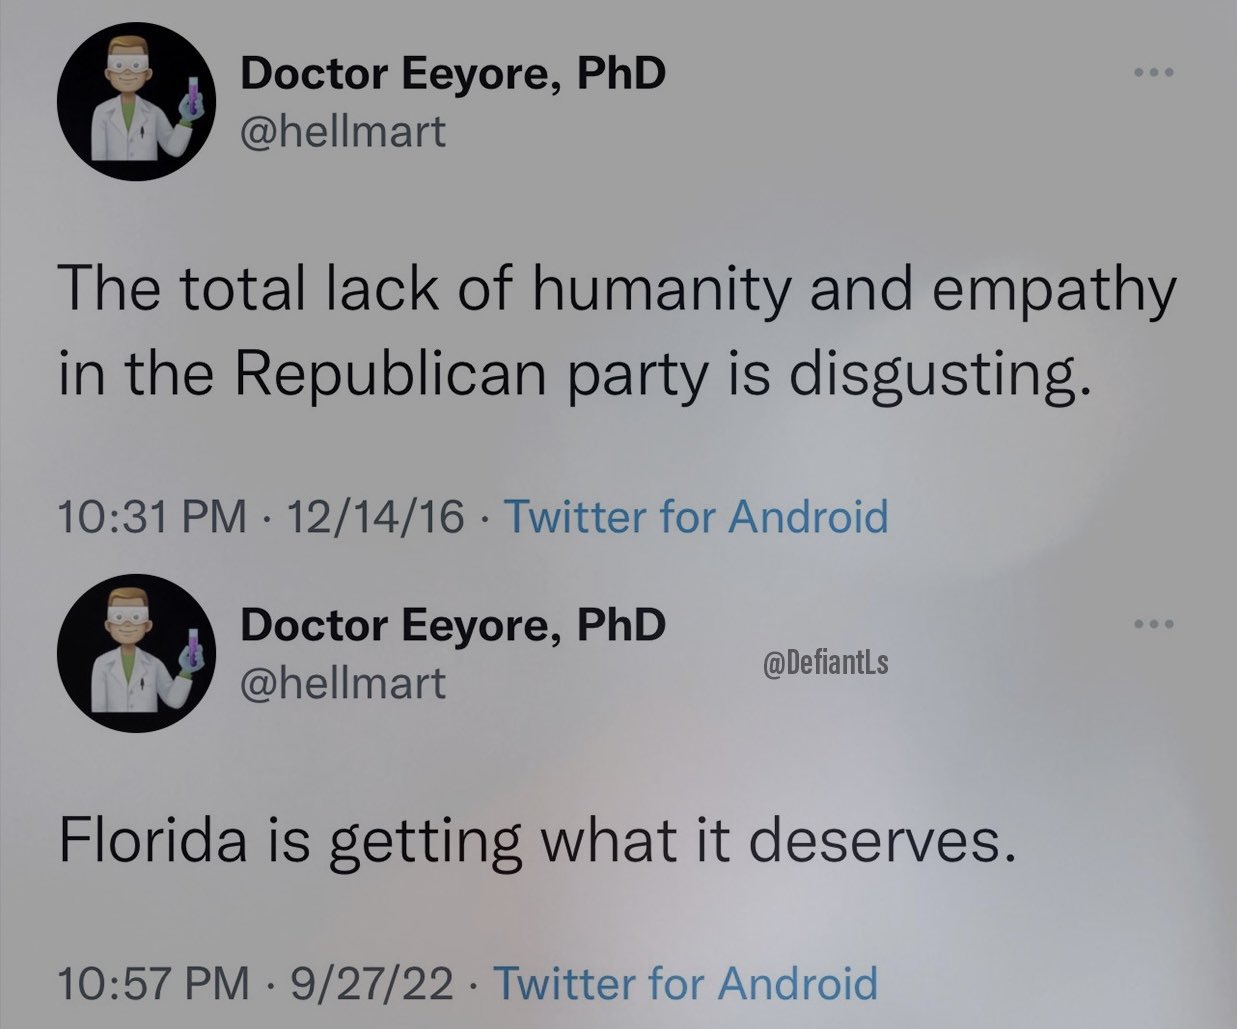 Doctor Eeyore, PhD
@hellmart
The total lack of humanity and empathy
in the Republican party is disgusting.
10:31 PM · 12/14/16 · Twitter for Android
Doctor Eeyore, PhD
@hellmart
@DefiantLs
Florida is getting what it deserves.
10:57 PM · 9/27/22 · Twitter for Android